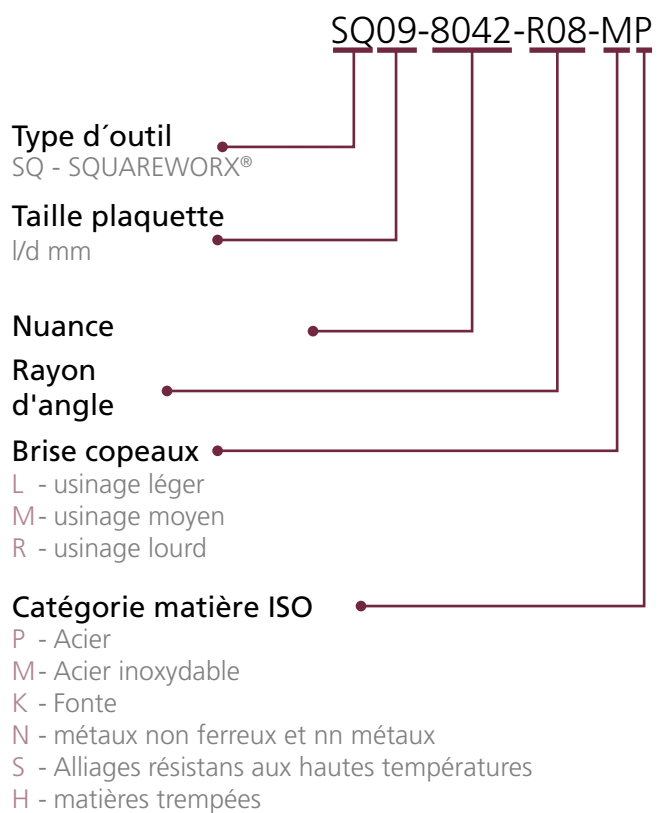 SQ09-8042-R08-MP
Type d´outil
SQ - SQUAREWORX®
Taille plaquette
l/d mm
Nuance
Rayon
d'angle
Brise copeaux
L - usinage léger
M - usinage moyen
R - usinage lourd
Catégorie matière ISO
P - Acier
M - Acier inoxydable
K - Fonte
N - métaux non ferreux et nn métaux
S - Alliages résistans aux hautes températures
H - matières trempées